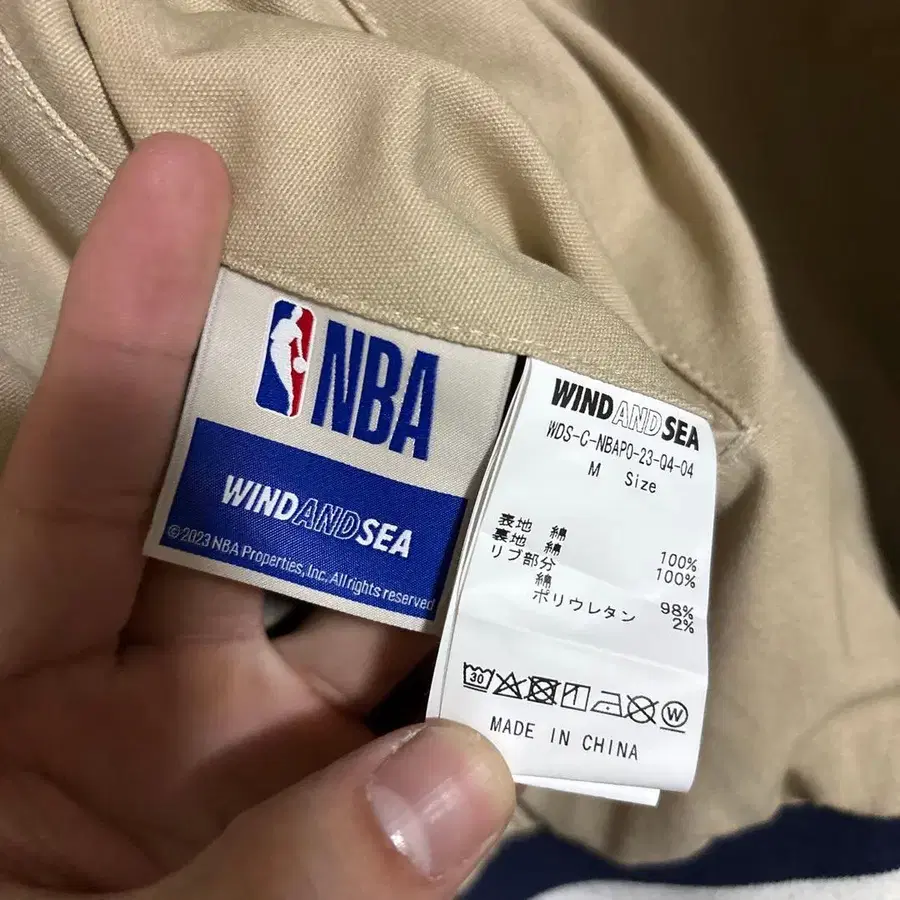 NBA
WINDANDSEA
©2023 NBA Properties, Inc. All rights reserved
WINDANDSEA
WDS-C-NBAPO-23-Q4-04
M Size
表地 綿 100%
裏地 綿 100%
リブ部分
綿 98%
ポリウレタン 2%
30
W
MADE IN CHINA